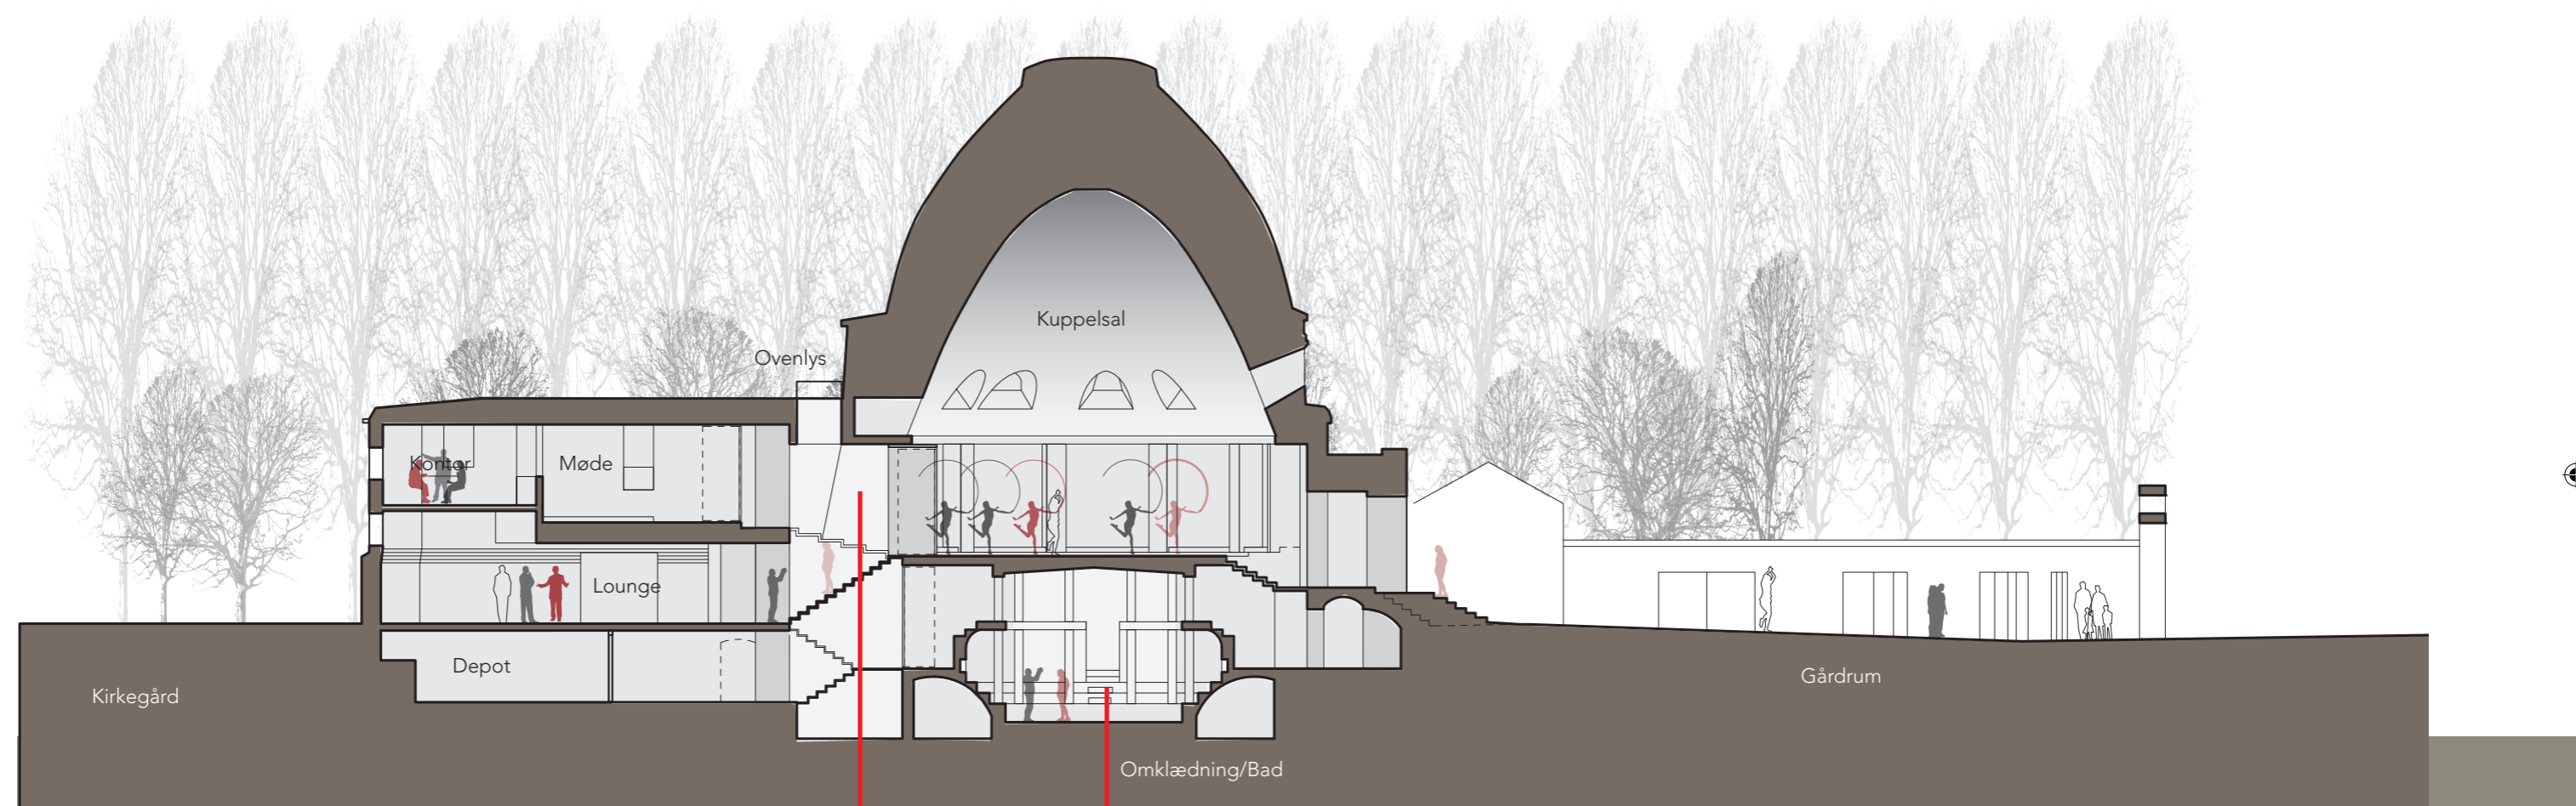 Kuppelsal
Ovenlys
Kontor
Møde
Lounge
Depot
Kirkegård
Gårdrum
Omklædning/Bad